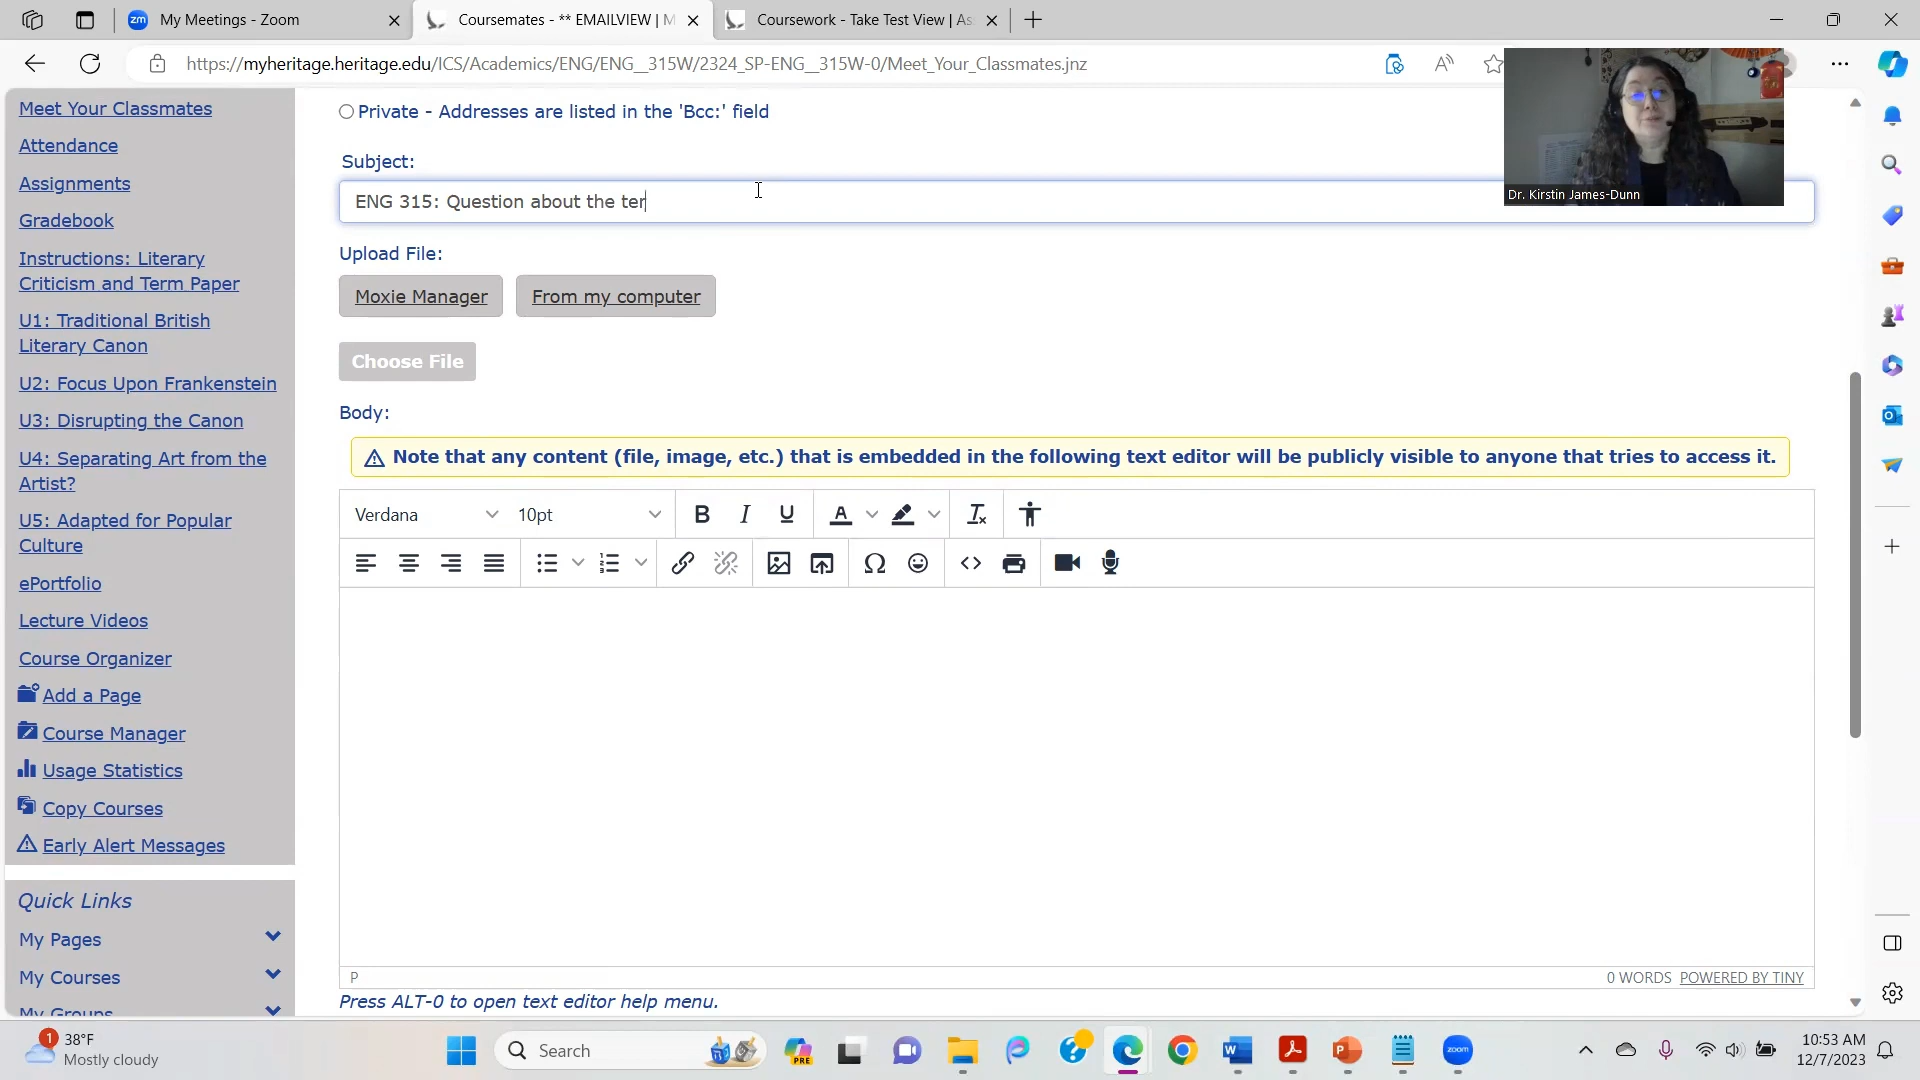 My Meetings - Zoom
Coursemates - ** EMAILVIEW | M
Coursework - Take Test View | As
https://myheritage.heritage.edu/ICS/Academics/ENG/ENG__315W/2324_SP-ENG__315W-0/Meet_Your_Classmates.jnz
Dr. Kirstin James-Dunn
Meet Your Classmates
Attendance
Assignments
Gradebook
Instructions: Literary
Criticism and Term Paper
U1: Traditional British
Literary Canon
U2: Focus Upon Frankenstein
U3: Disrupting the Canon
U4: Separating Art from the
Artist?
U5: Adapted for Popular
Culture
ePortfolio
Lecture Videos
Course Organizer
Add a Page
Course Manager
Usage Statistics
Copy Courses
Early Alert Messages
Quick Links
My Pages
My Courses
My Groups
Private - Addresses are listed in the 'Bcc:' field
Subject:
ENG 315: Question about the ter
Upload File:
Moxie Manager
From my computer
Choose File
Body:
Note that any content (file, image, etc.) that is embedded in the following text editor will be publicly visible to anyone that tries to access it.
Verdana
10pt
P
0 WORDS POWERED BY TINY
Press ALT-0 to open text editor help menu.
1
38°F
Mostly cloudy
Search
PRE
zoom
10:53 AM
12/7/2023